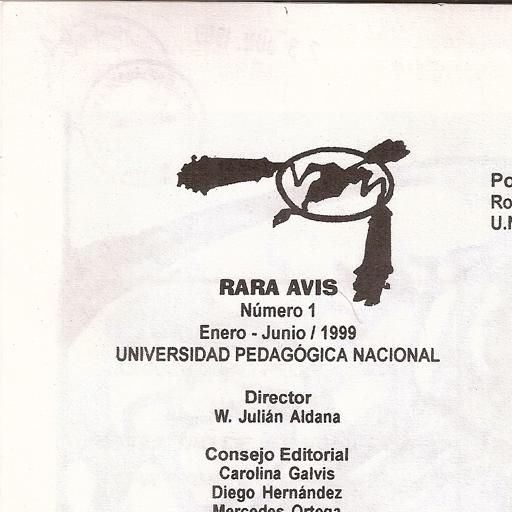 RARA AVIS
Número 1
Enero - Junio / 1999
UNIVERSIDAD PEDAGÓGICA NACIONAL
Director
W. Julián Aldana
Consejo Editorial
Carolina Galvis
Diego Hernández
Mercedes Ortega
Po
Ro